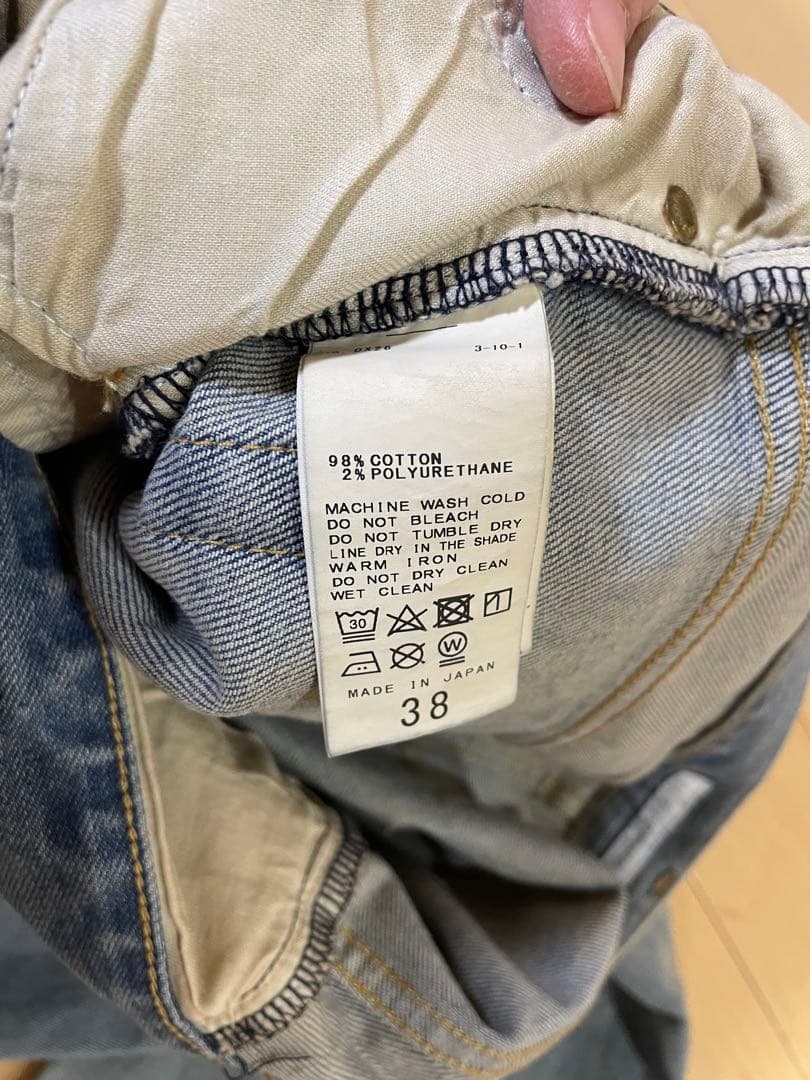 3-10-1
98% COTTON
2% POLYURETHANE
MACHINE WASH COLD
DO NOT BLEACH
DO NOT TUMBLE DRY
LINE DRY IN THE SHADE
WARM IRON
DO NOT DRY CLEAN
WET CLEAN
30
W
MADE IN JAPAN
38